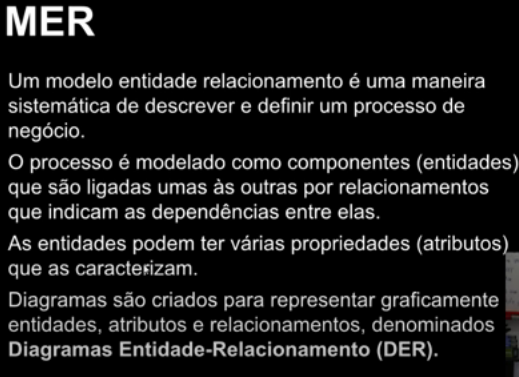 MER
Um modelo entidade relacionamento é uma maneira
sistemática de descrever e definir um processo de
negócio.
O processo é modelado como componentes (entidades)
que são ligadas umas às outras por relacionamentos
que indicam as dependências entre elas.
As entidades podem ter várias propriedades (atributos)
que as caracterizam.
Diagramas são criados para representar graficamente
entidades, atributos e relacionamentos, denominados
Diagramas Entidade-Relacionamento (DER).